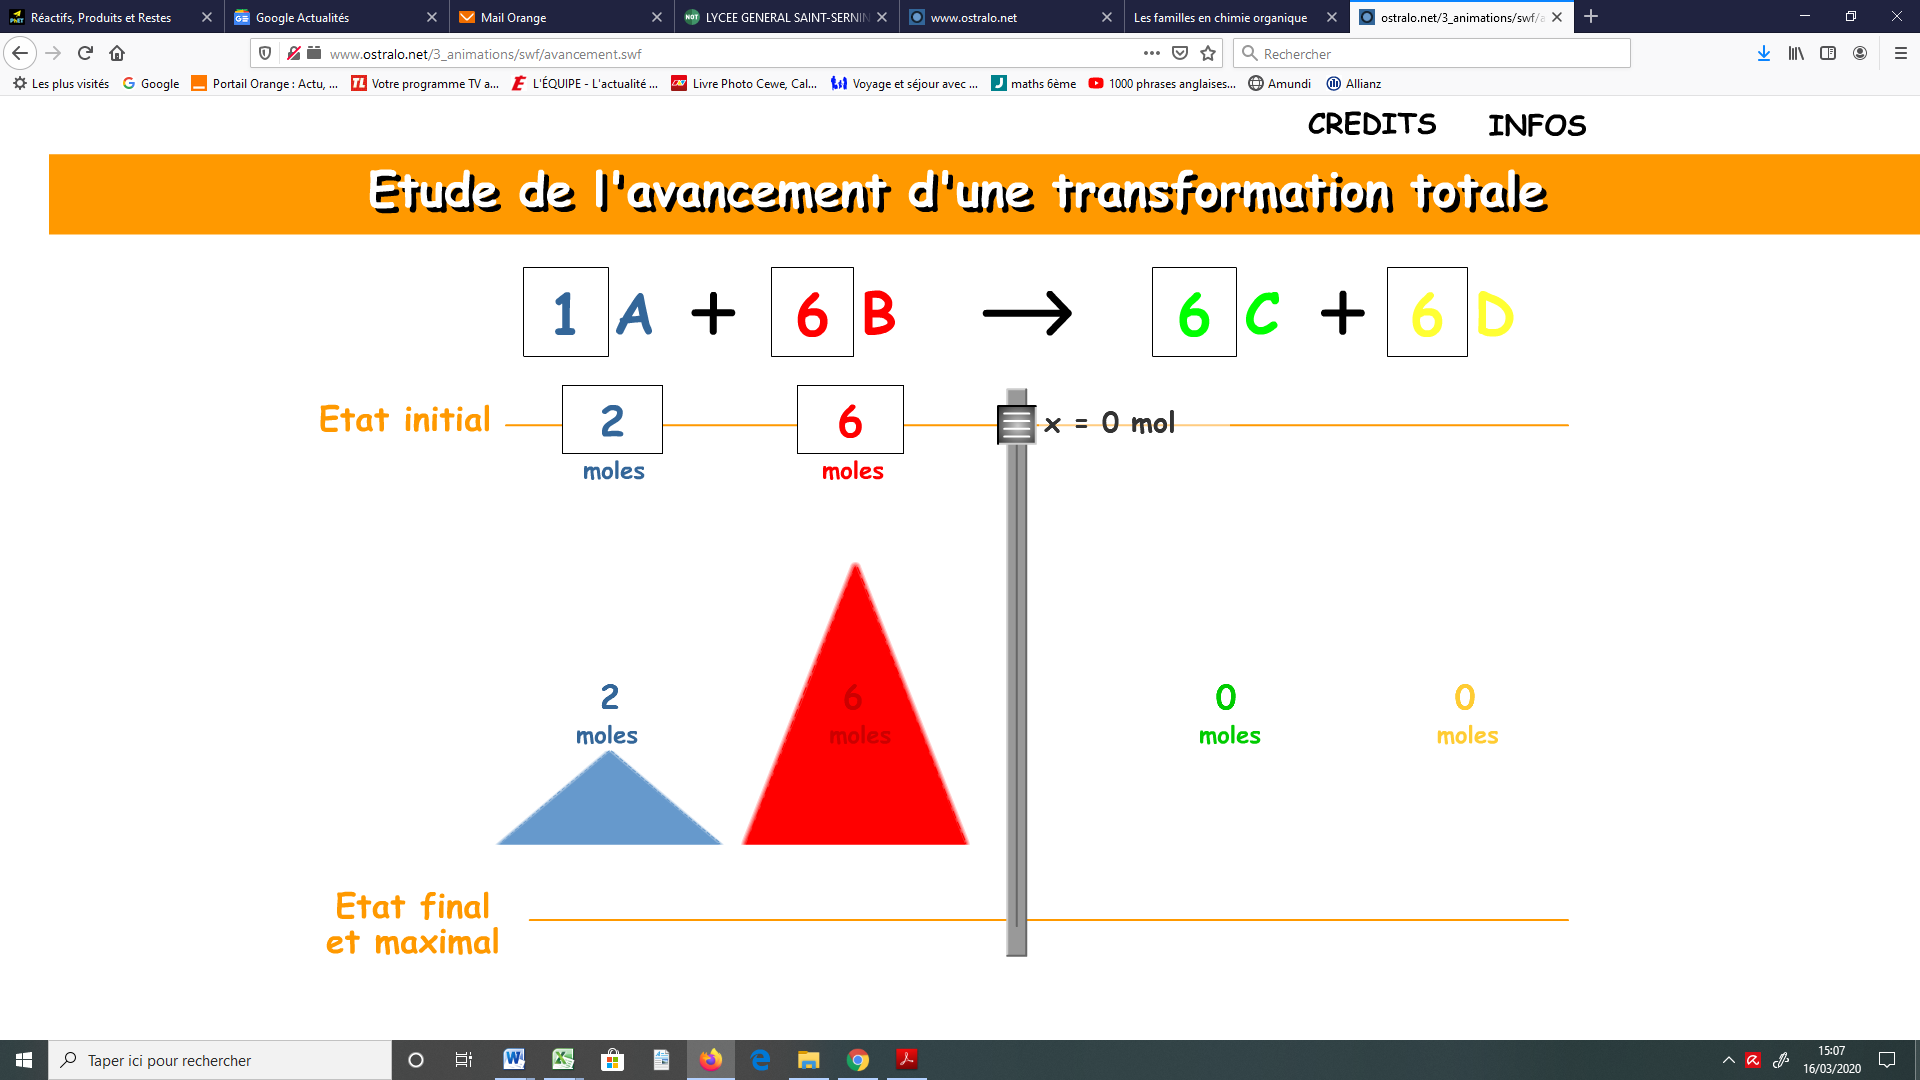 Réactifs, Produits et Restes
Google Actualités
Mail Orange
LYCEE GENERAL SAINT-SERNIN
www.ostralo.net
Les familles en chimie organique
ostralo.net/3_animations/swf/a
www.ostralo.net/3_animations/swf/avancement.swf
Rechercher
Les plus visités
Google
Portail Orange : Actu, ...
Votre programme TV a...
L'ÉQUIPE - L'actualité ...
Livre Photo Cewe, Cal...
Voyage et séjour avec ...
maths 6ème
1000 phrases anglaises...
Amundi
Allianz
CREDITS INFOS
Etude de l'avancement d'une transformation totale
1 A + 6 B → 6 C + 6 D
Etat initial 2 6 x = 0 mol
moles moles
2 6 0 0
moles moles moles moles
Etat final
et maximal
Taper ici pour rechercher
15:07
16/03/2020